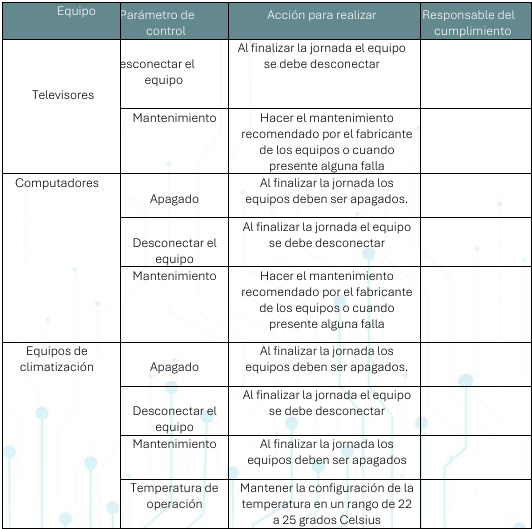 Equipo
Parámetro de
control
Acción para realizar
Responsable del
cumplimiento
Televisores
esconectar el
equipo
Al finalizar la jornada el equipo
se debe desconectar
Mantenimiento
Hacer el mantenimiento
recomendado por el fabricante
de los equipos o cuando
presente alguna falla
Computadores
Apagado
Al finalizar la jornada los
equipos deben ser apagados.
Desconectar el
equipo
Al finalizar la jornada el equipo
se debe desconectar
Mantenimiento
Hacer el mantenimiento
recomendado por el fabricante
de los equipos o cuando
presente alguna falla
Equipos de
climatización
Apagado
Al finalizar la jornada los
equipos deben ser apagados.
Desconectar el
equipo
Al finalizar la jornada el equipo
se debe desconectar
Mantenimiento
Al finalizar la jornada los
equipos deben ser apagados
Temperatura de
operación
Mantener la configuración de la
temperatura en un rango de 22
a 25 grados Celsius